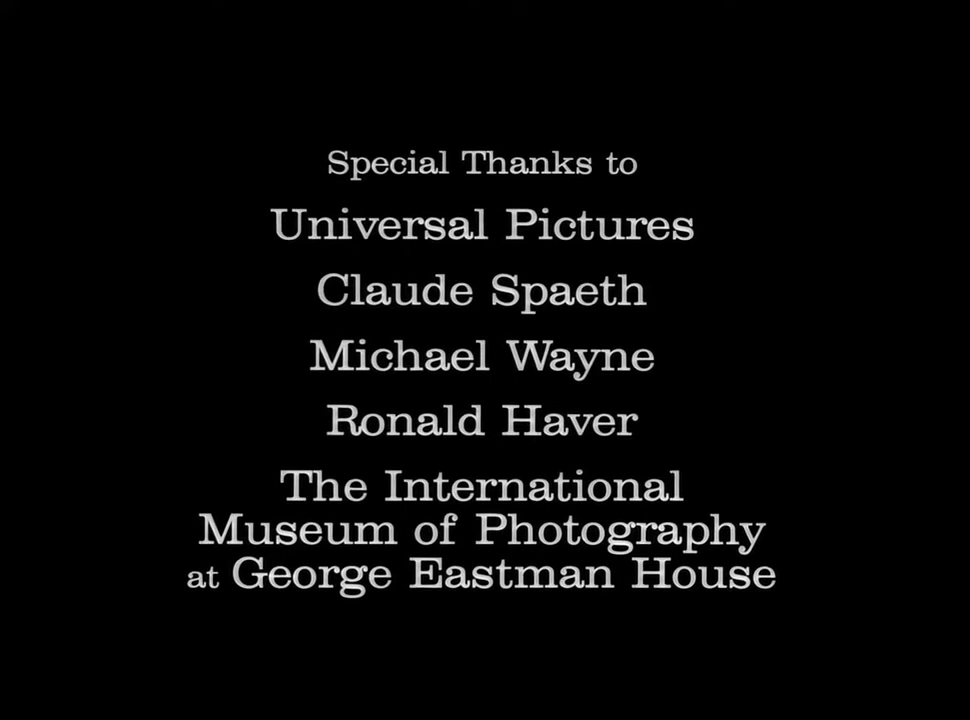 Special Thanks to
Universal Pictures
Claude Spaeth
Michael Wayne
Ronald Haver
The International
Museum of Photography
at George Eastman House